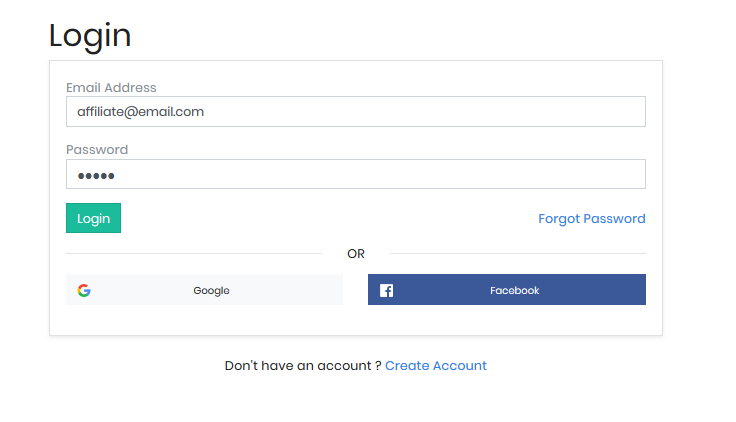 Login
Email Address
affiliate@email.com
Password
•••••
Login
Forgot Password
OR
Google
Facebook
Don't have an account ? Create Account